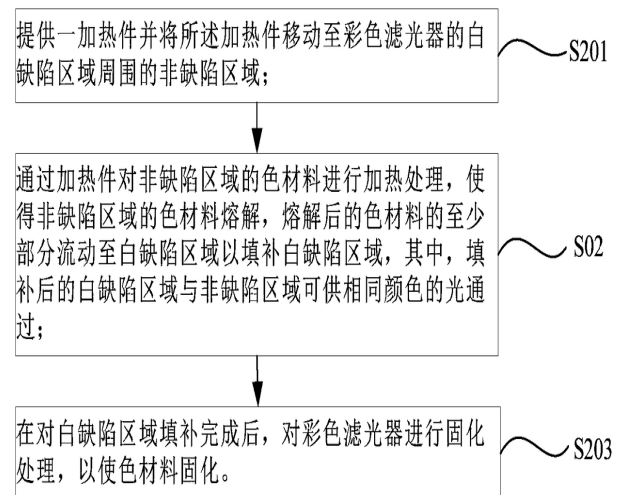 提供一加热件并将所述加热件移动至彩色滤光器的白
缺陷区域周围的非缺陷区域；
S201
通过加热件对非缺陷区域的色材料进行加热处理，使
得非缺陷区域的色材料熔解，熔解后的色材料的至少
部分流动至白缺陷区域以填补白缺陷区域，其中，填
补后的白缺陷区域与非缺陷区域可供相同颜色的光通
过；
S02
在对白缺陷区域填补完成后，对彩色滤光器进行固化
处理，以使色材料固化。
S203